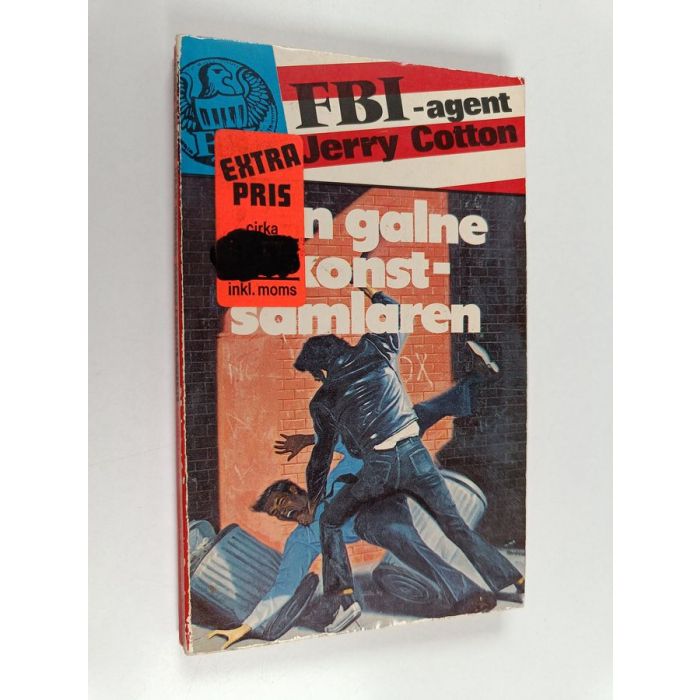 FBI-agent
Jerry Cotton
EXTRA
PRIS
cirka
inkl. moms
galne
konst-
samlaren